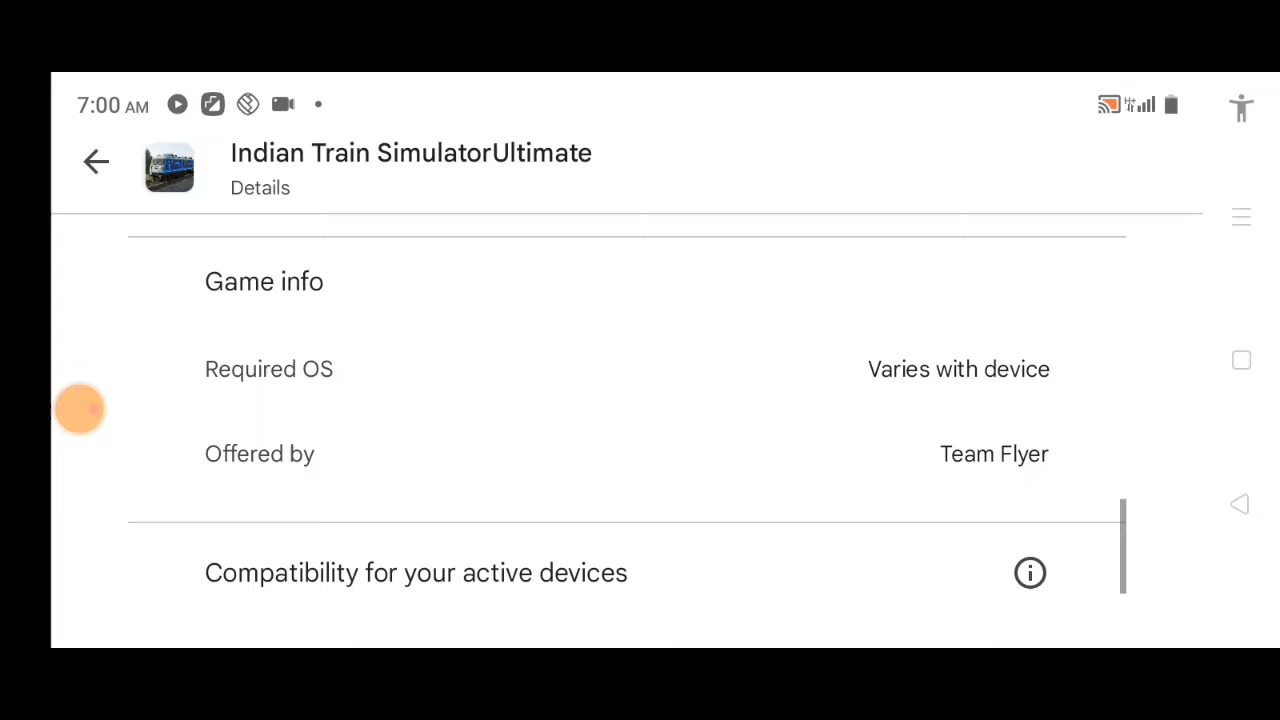 7:00 AM
Indian Train SimulatorUltimate
Details
Game info
Required OS
Varies with device
Offered by
Team Flyer
Compatibility for your active devices